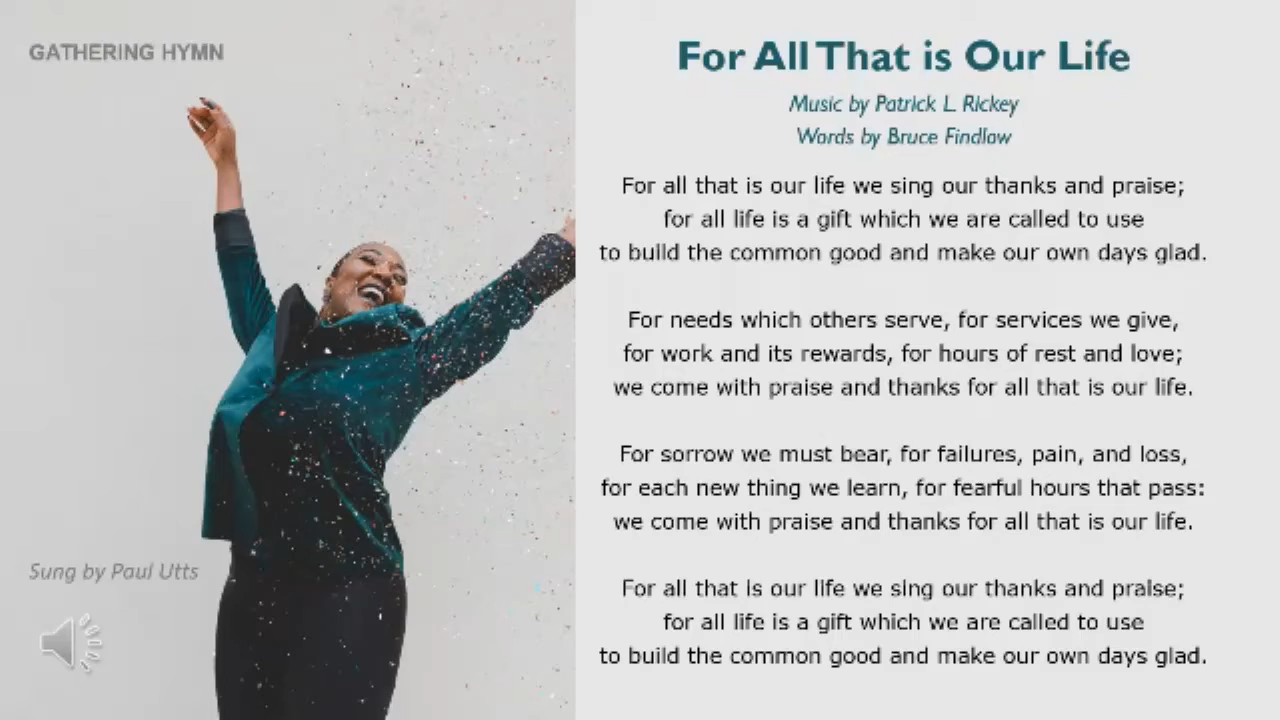 GATHERING HYMN
For All That is Our Life
Music by Patrick L. Rickey
Words by Bruce Findlow
For all that is our life we sing our thanks and praise;
for all life is a gift which we are called to use
to build the common good and make our own days glad.
For needs which others serve, for services we give,
for work and its rewards, for hours of rest and love;
we come with praise and thanks for all that is our life.
For sorrow we must bear, for failures, pain, and loss,
for each new thing we learn, for fearful hours that pass:
we come with praise and thanks for all that is our life.
For all that is our life we sing our thanks and praise;
for all life is a gift which we are called to use
to build the common good and make our own days glad.
Sung by Paul Utts